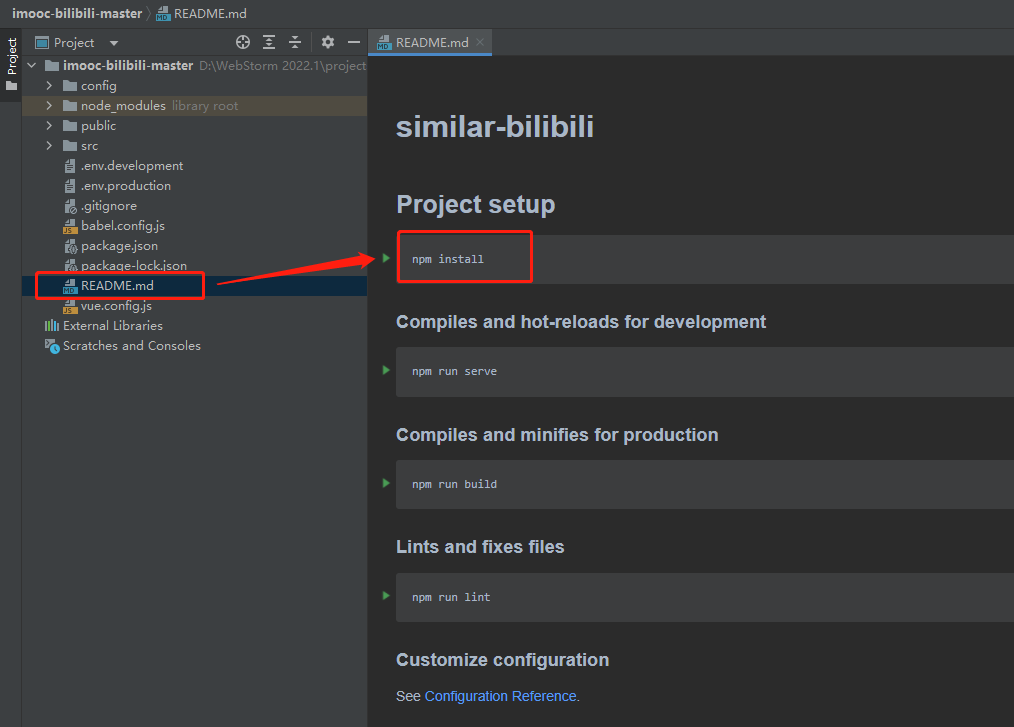 imooc-bilibili-master
README.md
Project
Project
README.md
imooc-bilibili-master D:\WebStorm 2022.1\project
config
node_modules library root
public
src
.env.development
.env.production
.gitignore
babel.config.js
package.json
package-lock.json
README.md
vue.config.js
External Libraries
Scratches and Consoles
similar-bilibili
Project setup
npm install
Compiles and hot-reloads for development
npm run serve
Compiles and minifies for production
npm run build
Lints and fixes files
npm run lint
Customize configuration
See Configuration Reference.